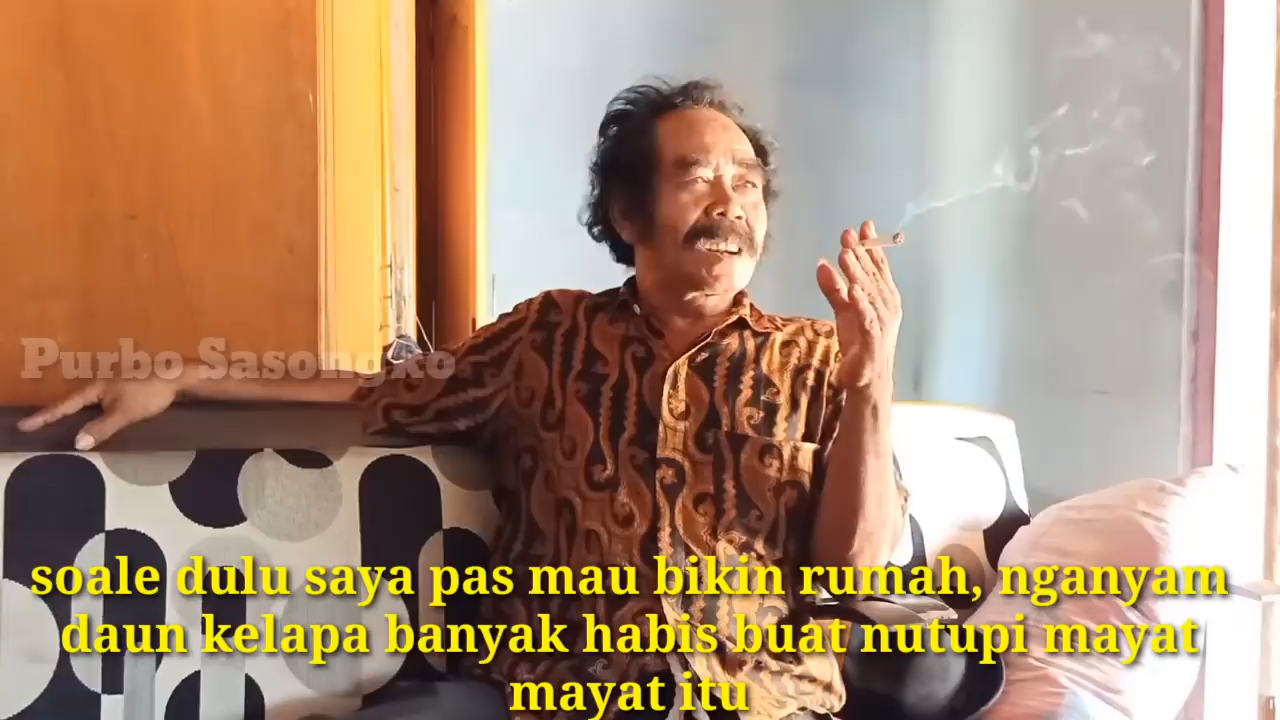 Purbo Sasongko
soale dulu saya pas mau bikin rumah, nganyam
daun kelapa banyak habis buat nutupi mayat
mayat itu